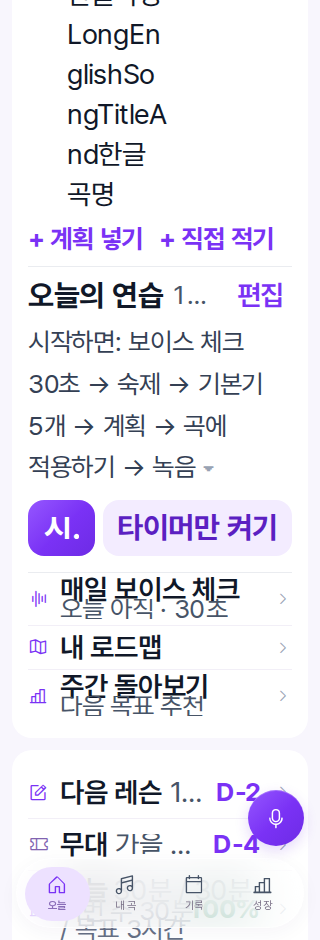 LongEn
glishSo
ngTitleA
nd한글
곡명
+ 계획 넣기 + 직접 적기
오늘의 연습 1... 편집
시작하면: 보이스 체크
30초 → 숙제 → 기본기
5개 → 계획 → 곡에
적용하기 → 녹음
시. 타이머만 켜기
매일 보이스 체크
오늘 아직 · 30초
내 로드맵
주간 돌아보기
다음 목표 추천
다음 레슨 1... D-2
무대 가을 ... D-4
오늘 내 곡 기록 성장
/ 목표 3시간